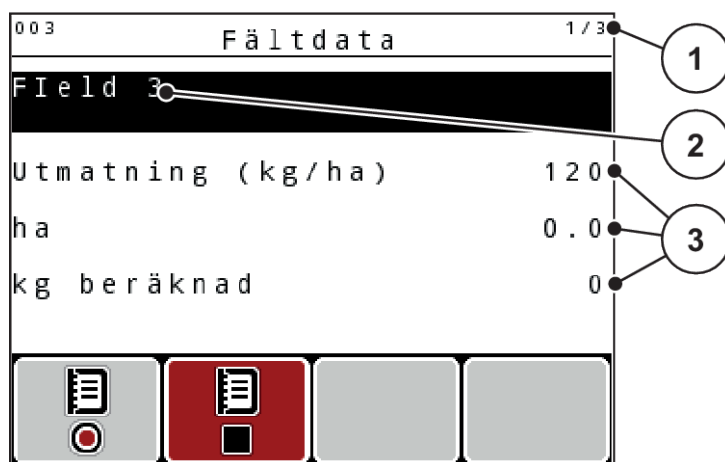 003 Fältdata 1/3
FIeld 3
Utmatning (kg/ha) 120
ha 0.0
kg beräknad 0
1
2
3